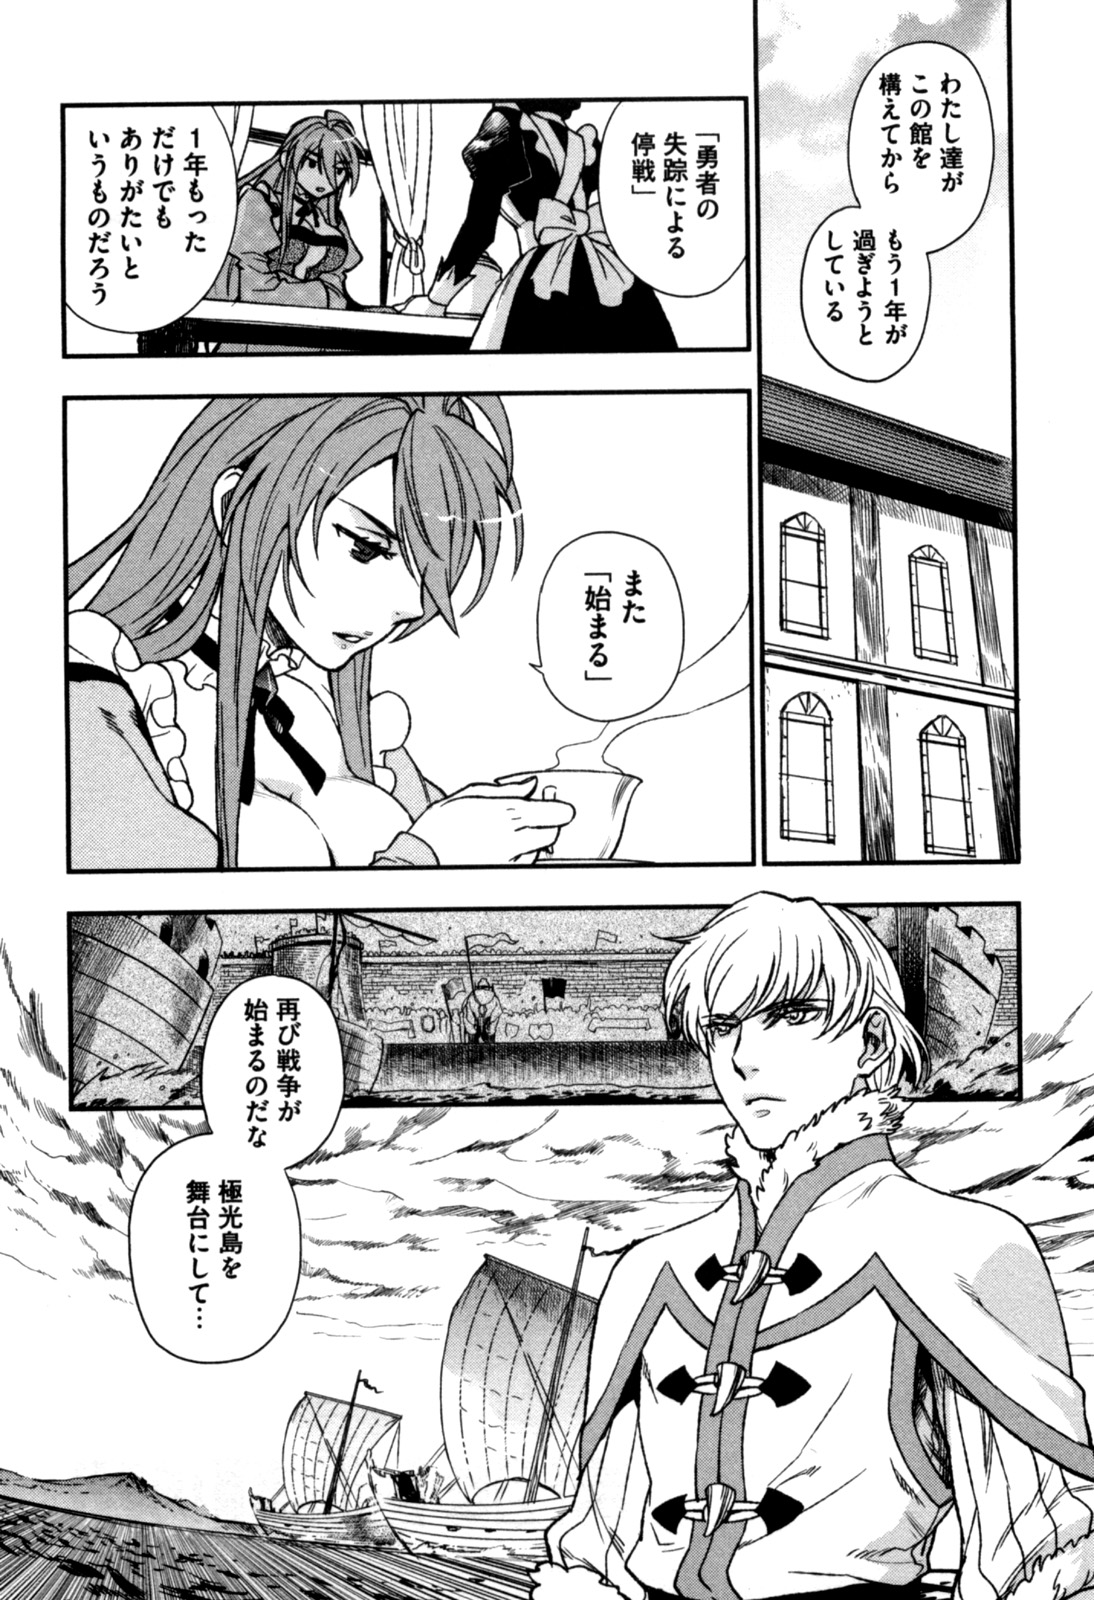 わたし達が
この館を
構えてから
もう1年が
過ぎようと
している
「勇者の
失踪による
停戦」
1年もった
だけでも
ありがたいと
いうものだろう
また
「始まる」
再び戦争が
始まるのだな
極光島を
舞台にして…